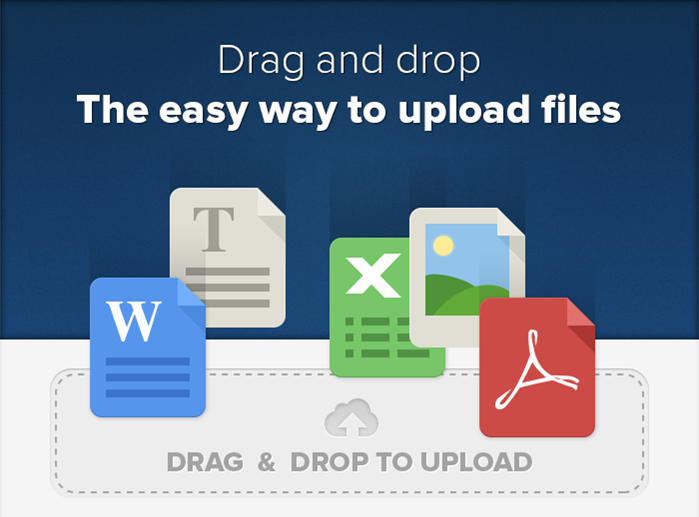 Drag and drop
The easy way to upload files
T
W
X
DRAG & DROP TO UPLOAD